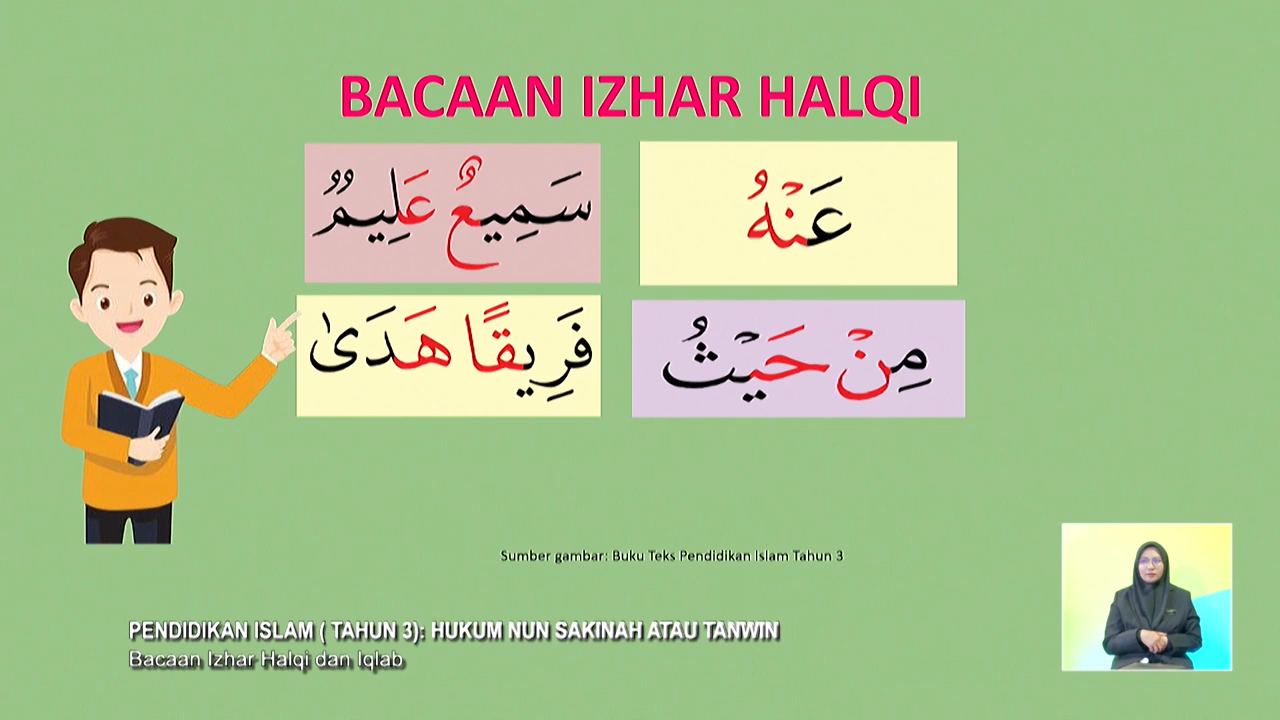 BACAAN IZHAR HALQI
عَنْهُ
سَمِيعٌ عَلِيمٌ
مِنْ حَيْثُ
فَرِيقًا هَدَىٰ
Sumber gambar: Buku Teks Pendidikan Islam Tahun 3
PENDIDIKAN ISLAM ( TAHUN 3): HUKUM NUN SAKINAH ATAU TANWIN
Bacaan Izhar Halqi dan Iqlab